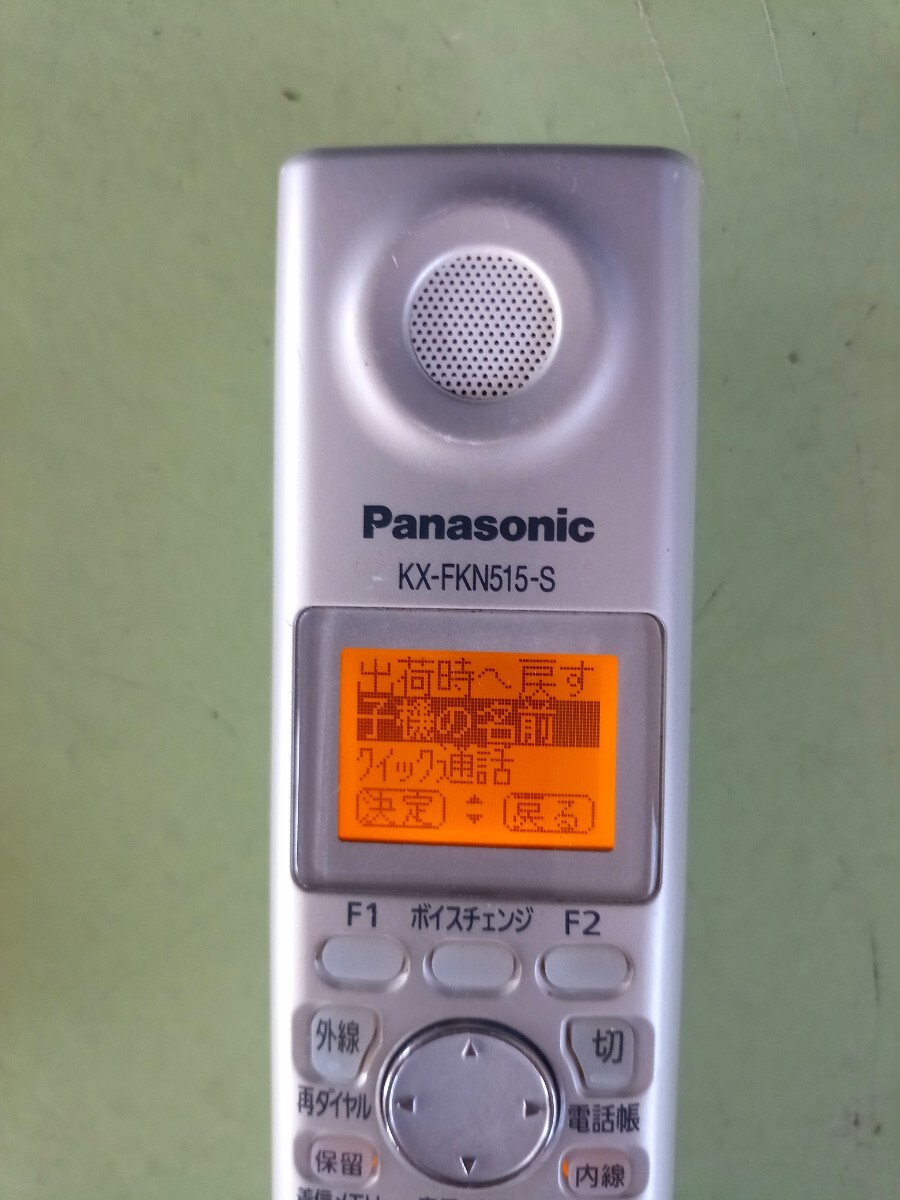 Panasonic
KX-FKN515-S
出荷時へ戻す
子機の名前
クイック通話
決定 戻る
F1 ボイスチェンジ F2
外線 切
再ダイヤル 電話帳
保留 内線